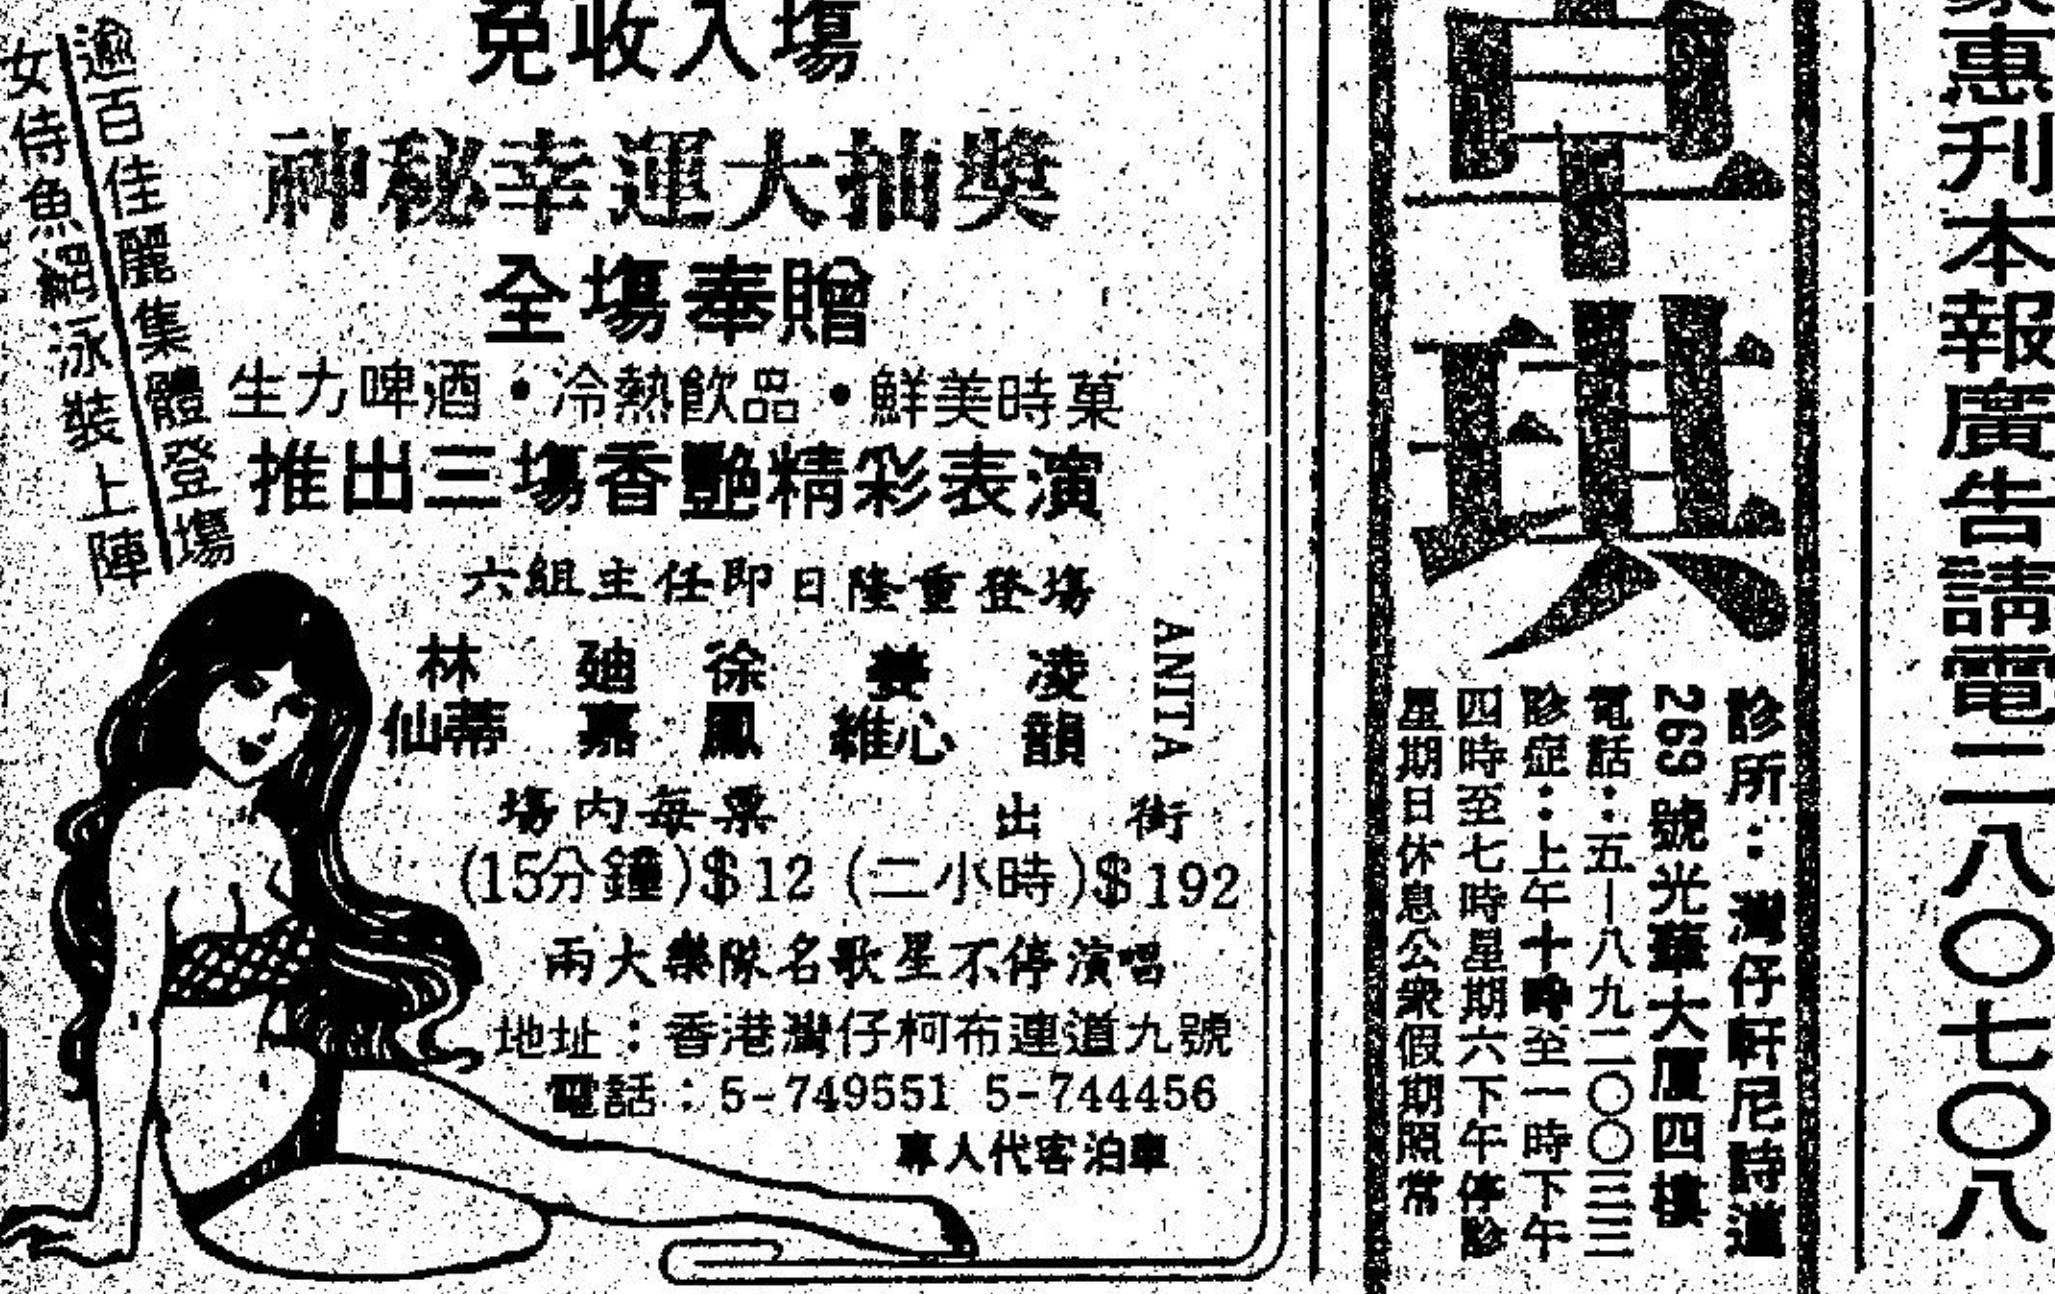 免收入場
神秘幸運大抽獎
全場奉贈
生力啤酒・冷熱飲品・鮮美時菓
推出三場香艷精彩表演
逾百佳麗集體登場
女侍魚網泳裝上陣
六組主任即日隆重登場
ANITA
凌韻
維心
徐鳳
廸嘉
林仙蒂
場內每票 出街
(15分鐘)$12 (二小時)$192
兩大樂隊名歌星不停演唱
地址：香港灣仔柯布連道九號
電話：5-749551 5-744456
專人代客泊車
琪
診所：灣仔軒尼詩道
269號光華大廈四樓
電話：五－八九二〇〇三三三
診症：上午十時至一時下午
四時至七時星期六下午停診
星期日休息公衆假期照常
惠刊本報廣告請電二八〇七〇八